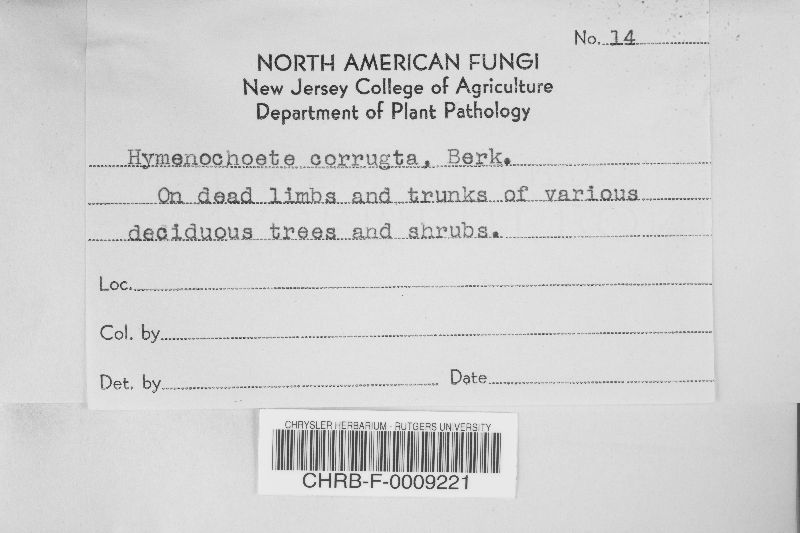 No. 14
NORTH AMERICAN FUNGI
New Jersey College of Agriculture
Department of Plant Pathology
Hymenochoete corrugta, Berk.
On dead limbs and trunks of various
deciduous trees and shrubs.
Loc.
Col. by
Det. by Date
CHRYSLER HERBARIUM - RUTGERS UNIVERSITY
CHRB-F-0009221